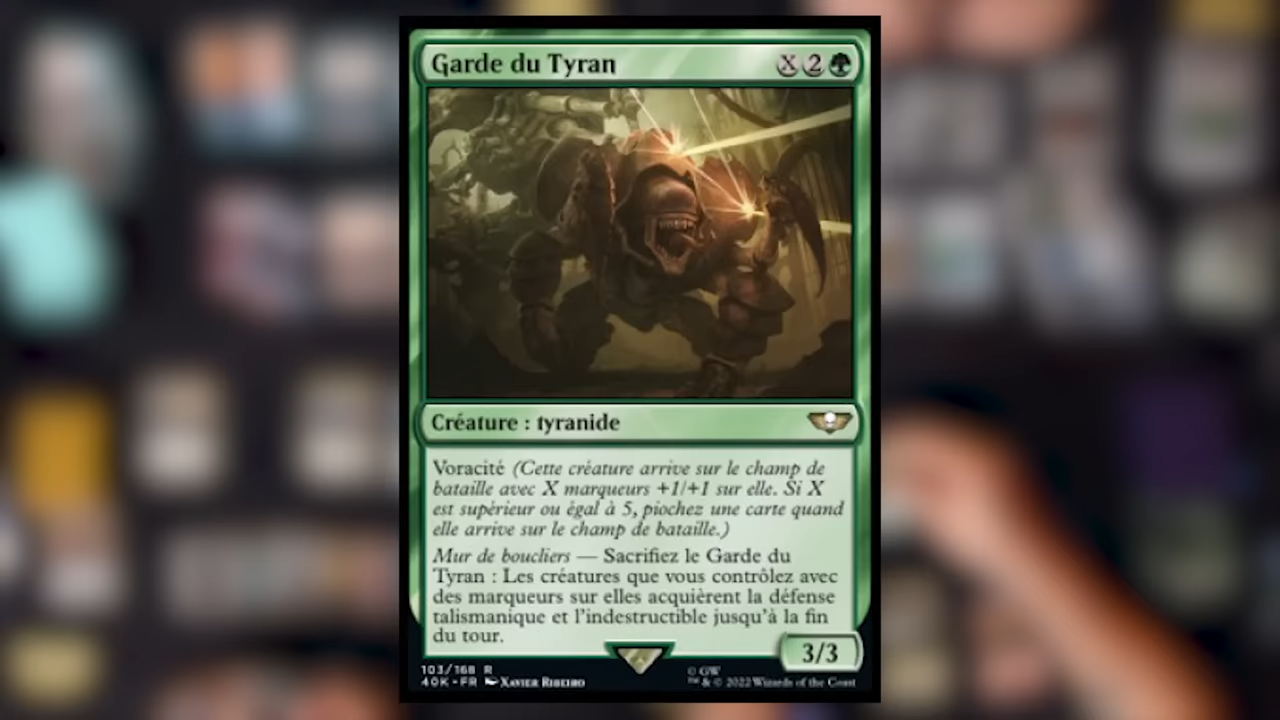 Garde du Tyran X 2
Créature : tyranide
Voracité (Cette créature arrive sur le champ de
bataille avec X marqueurs +1/+1 sur elle. Si X
est supérieur ou égal à 5, piochez une carte quand
elle arrive sur le champ de bataille.)
Mur de boucliers — Sacrifiez le Garde du
Tyran : Les créatures que vous contrôlez avec
des marqueurs sur elles acquièrent la défense
talismanique et l'indestructible jusqu'à la fin
du tour.
3/3
103/168 R
40K • FR Xavier Ribeiro
© GW
™ & © 2022 Wizards of the Coast